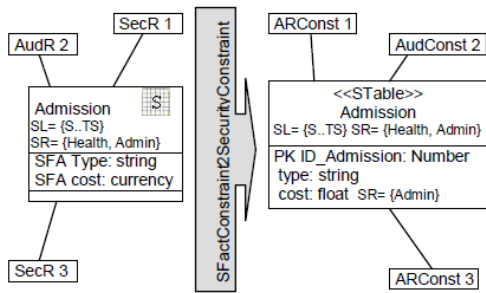 SecR 1
AudR 2
S
Admission
SL= {S..TS}
SR= {Health, Admin}
SFA Type: string
SFA cost: currency
SecR 3
SFactConstraint2SecurityConstraint
ARConst 1
AudConst 2
<<STable>>
Admission
SL= {S..TS} SR= {Health, Admin}
PK ID_Admission: Number
type: string
cost: float SR= {Admin}
ARConst 3